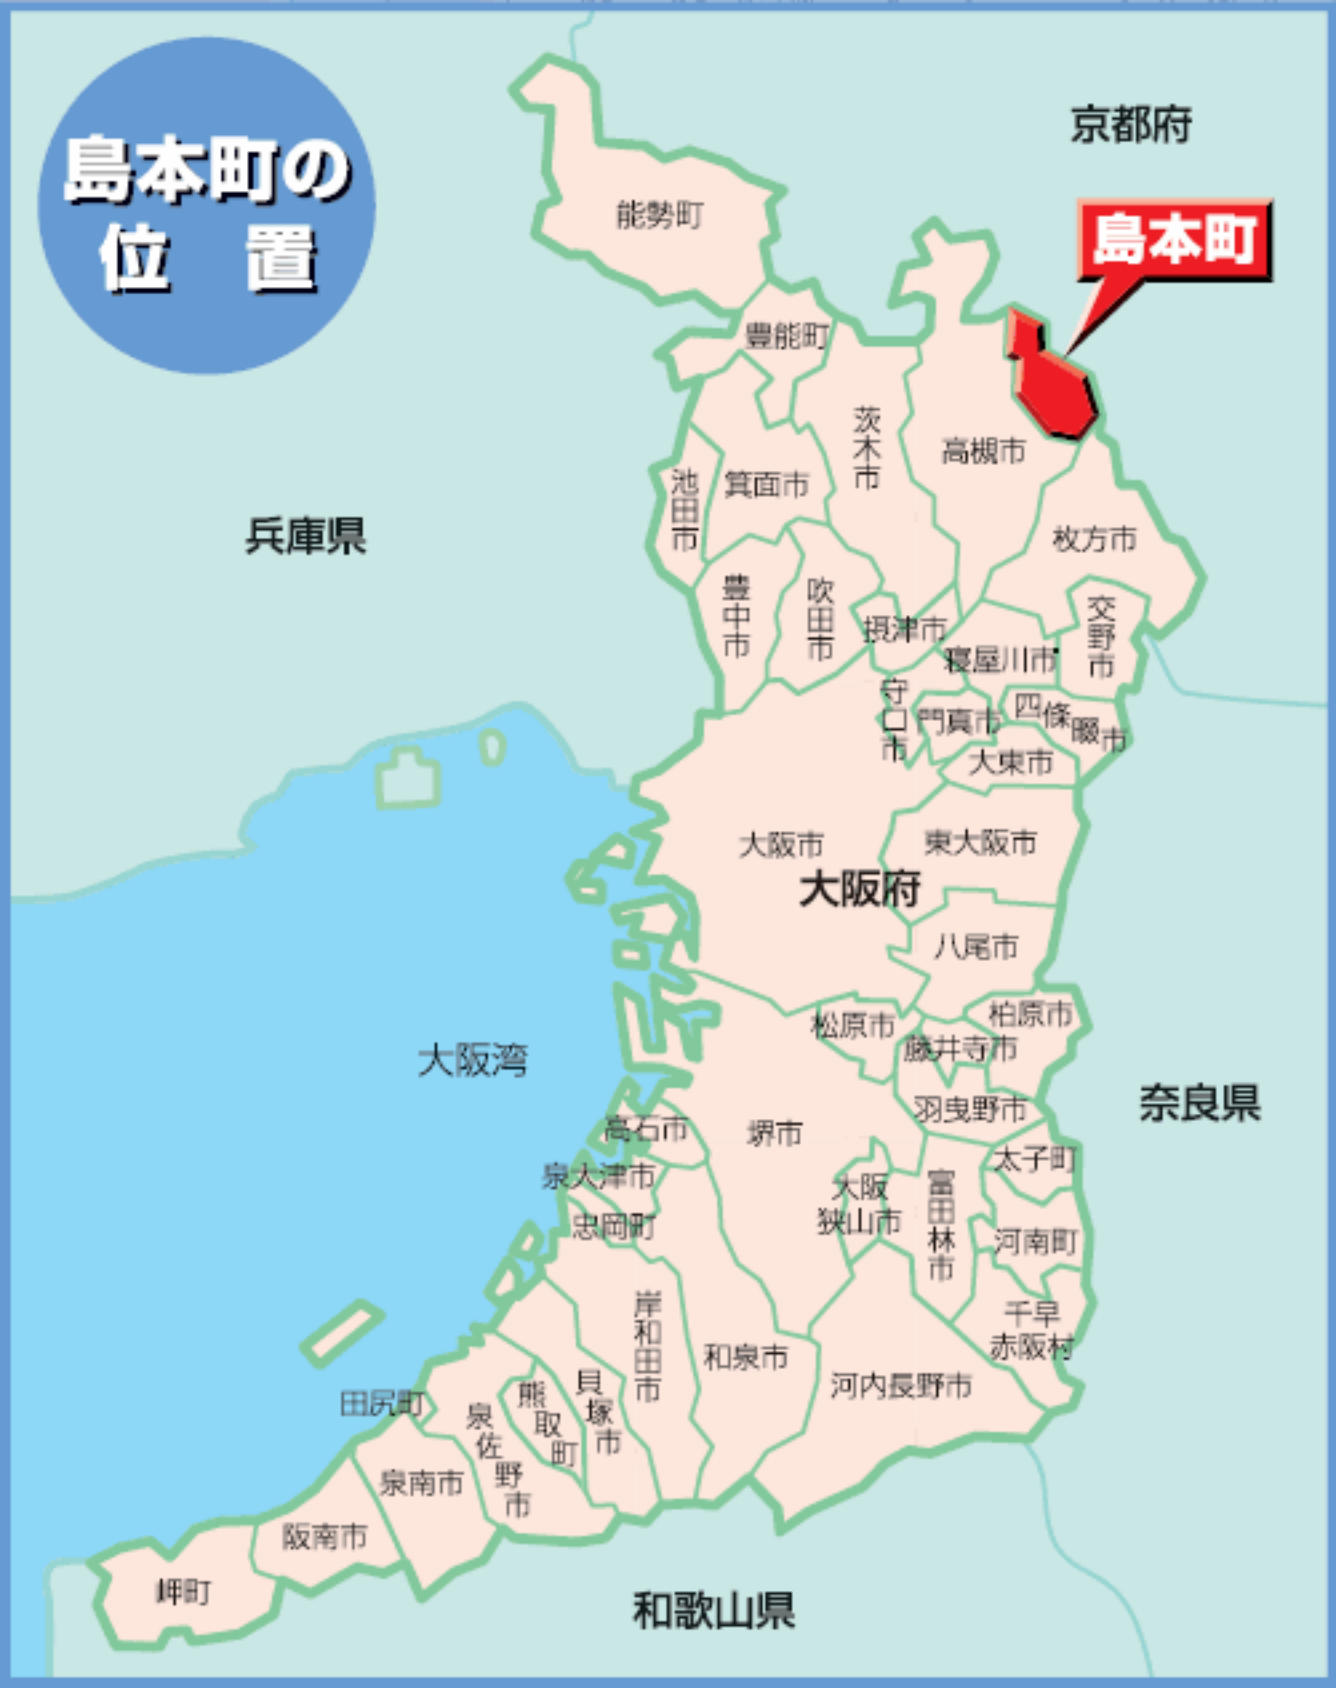 島本町の
位 置
京都府
島本町
能勢町
豊能町
茨木市
高槻市
池田市
箕面市
兵庫県
枚方市
豊中市
吹田市
交野市
摂津市
寝屋川市
守口市
門真市
四條畷市
大東市
大阪市
東大阪市
大阪府
八尾市
松原市
柏原市
藤井寺市
大阪湾
羽曳野市
奈良県
高石市
堺市
太子町
泉大津市
大阪
狭山市
富田林市
忠岡町
河南町
岸和田市
千早
赤阪村
和泉市
河内長野市
貝塚市
熊取町
田尻町
泉佐野市
泉南市
阪南市
岬町
和歌山県